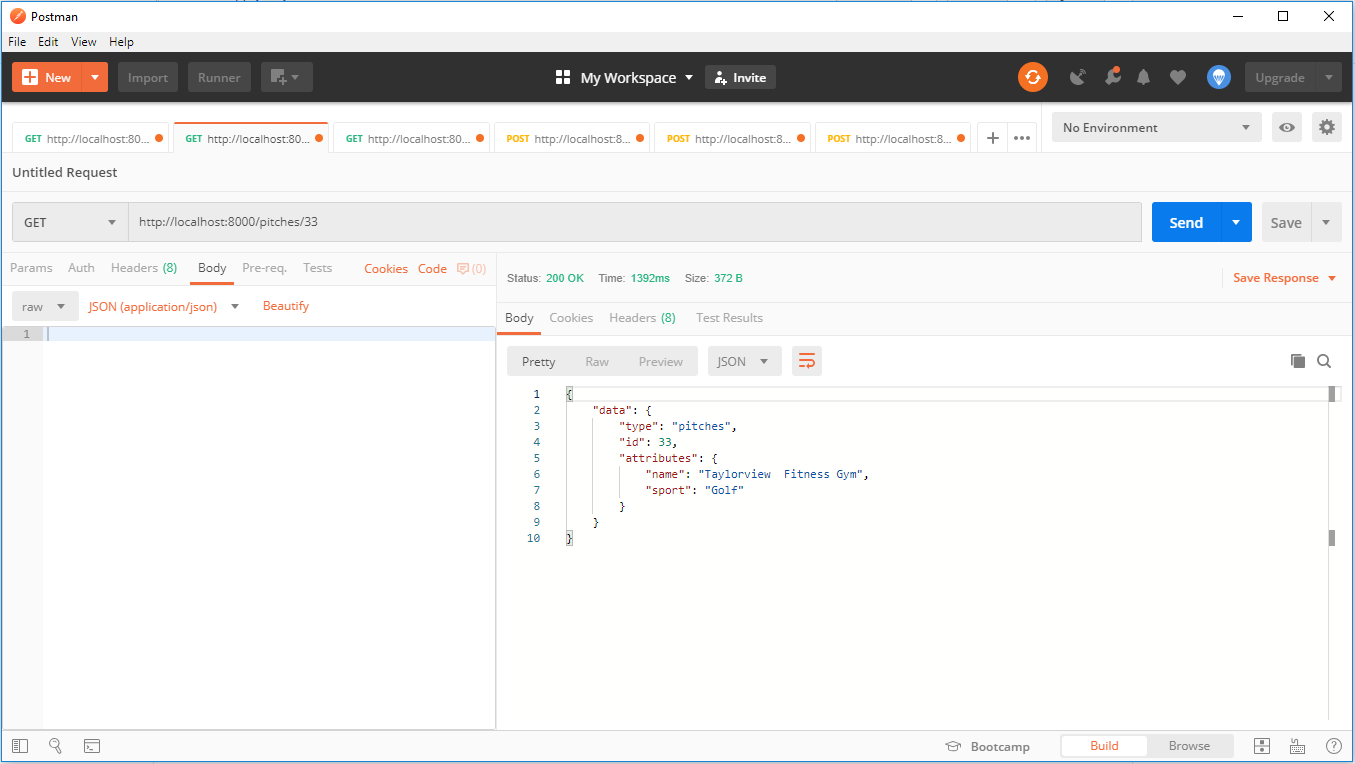 Postman
File Edit View Help
New Import Runner My Workspace Invite Upgrade
GET http://localhost:80... GET http://localhost:80... GET http://localhost:80... POST http://localhost:8... POST http://localhost:8... POST http://localhost:8... No Environment
Untitled Request
GET http://localhost:8000/pitches/33 Send Save
Params Auth Headers (8) Body Pre-req. Tests Cookies Code (0)
Status: 200 OK Time: 1392ms Size: 372 B Save Response
raw JSON (application/json) Beautify
1
Body Cookies Headers (8) Test Results
Pretty Raw Preview JSON
1 {
2 "data": {
3 "type": "pitches",
4 "id": 33,
5 "attributes": {
6 "name": "Taylorview  Fitness Gym",
7 "sport": "Golf"
8 }
9 }
10 }
Bootcamp Build Browse